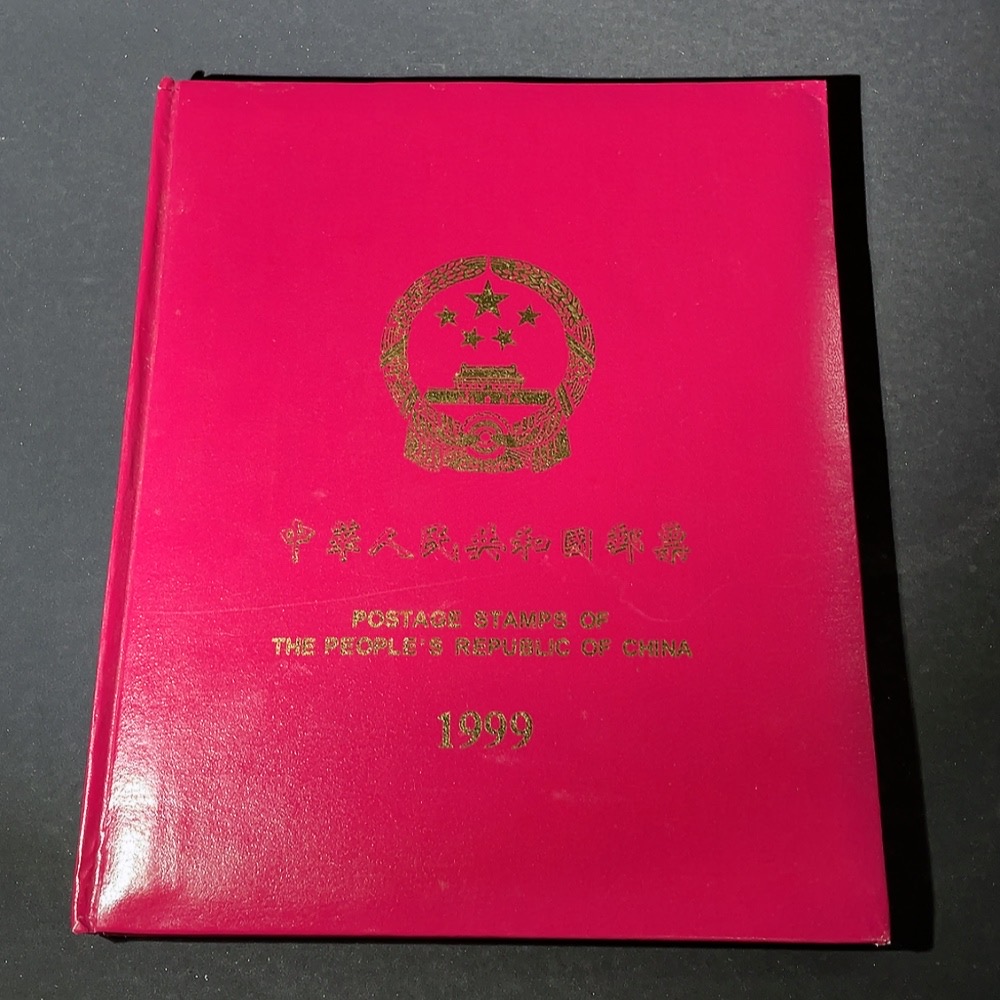 中華人民共和國郵票
POSTAGE STAMPS OF
THE PEOPLE'S REPUBLIC OF CHINA
1999